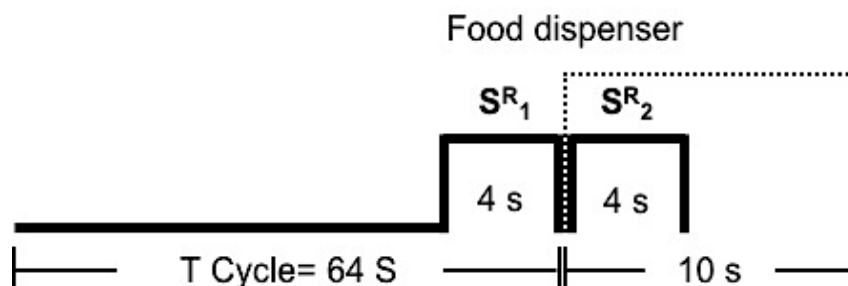 Food dispenser
Sᴿ₁ Sᴿ₂
4 s 4 s
T Cycle= 64 S 10 s